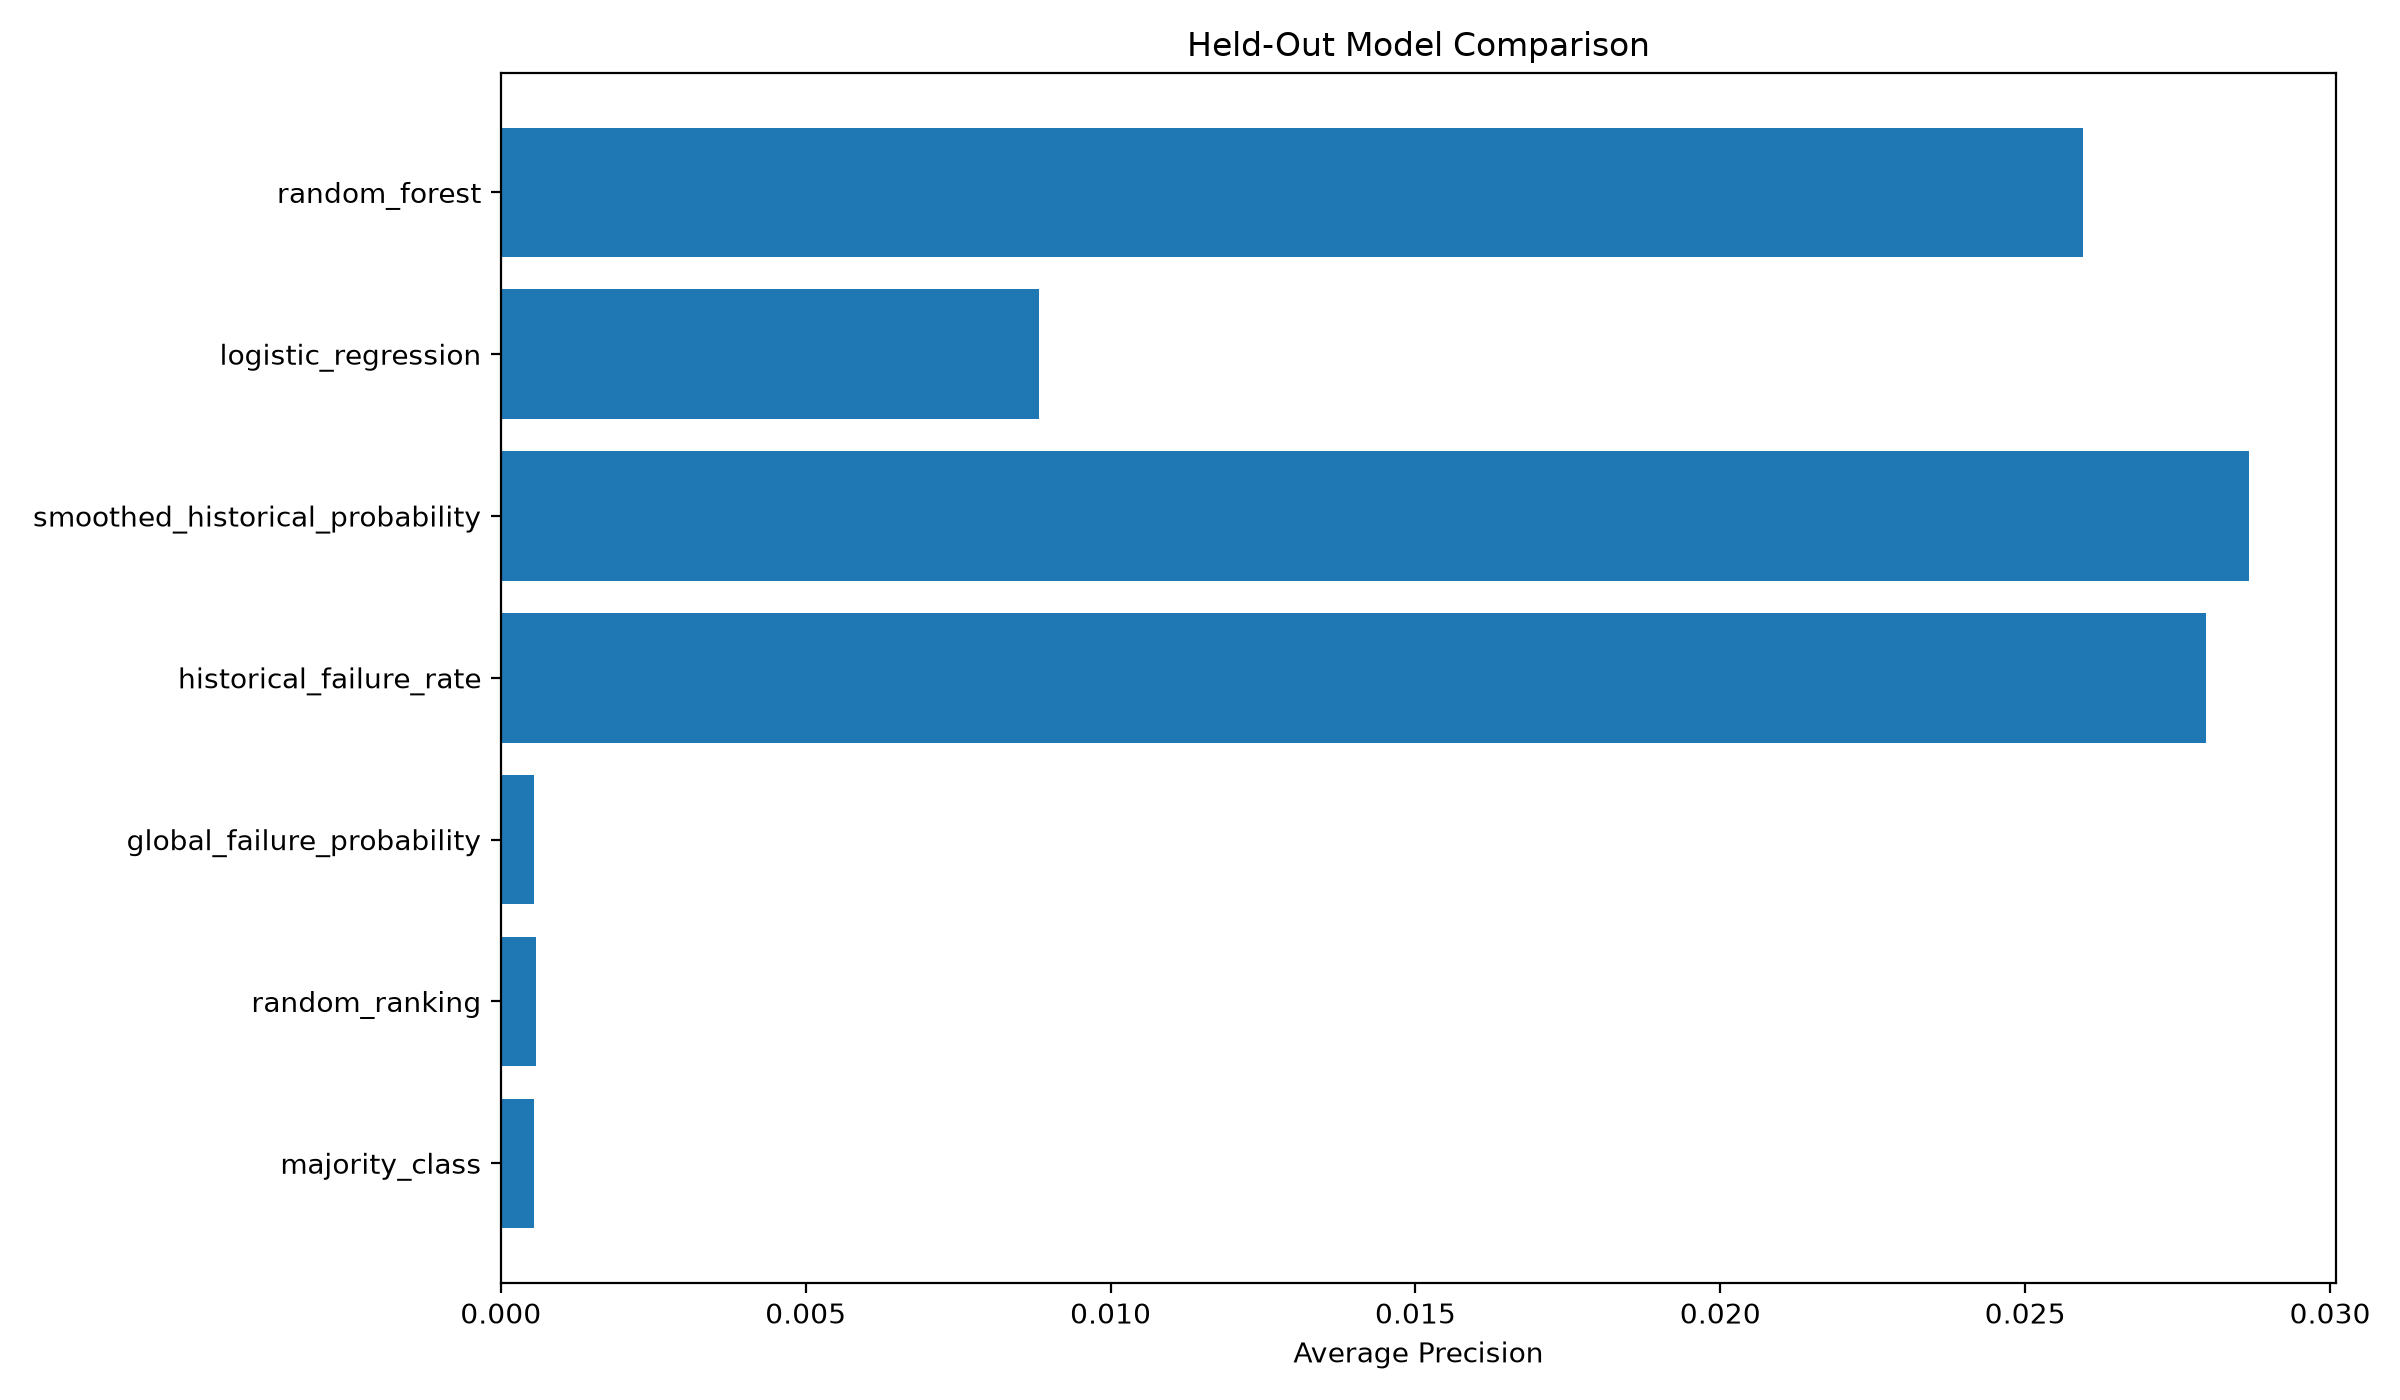 Held-Out Model Comparison
random_forest
logistic_regression
smoothed_historical_probability
historical_failure_rate
global_failure_probability
random_ranking
majority_class
0.000 0.005 0.010 0.015 0.020 0.025 0.030
Average Precision